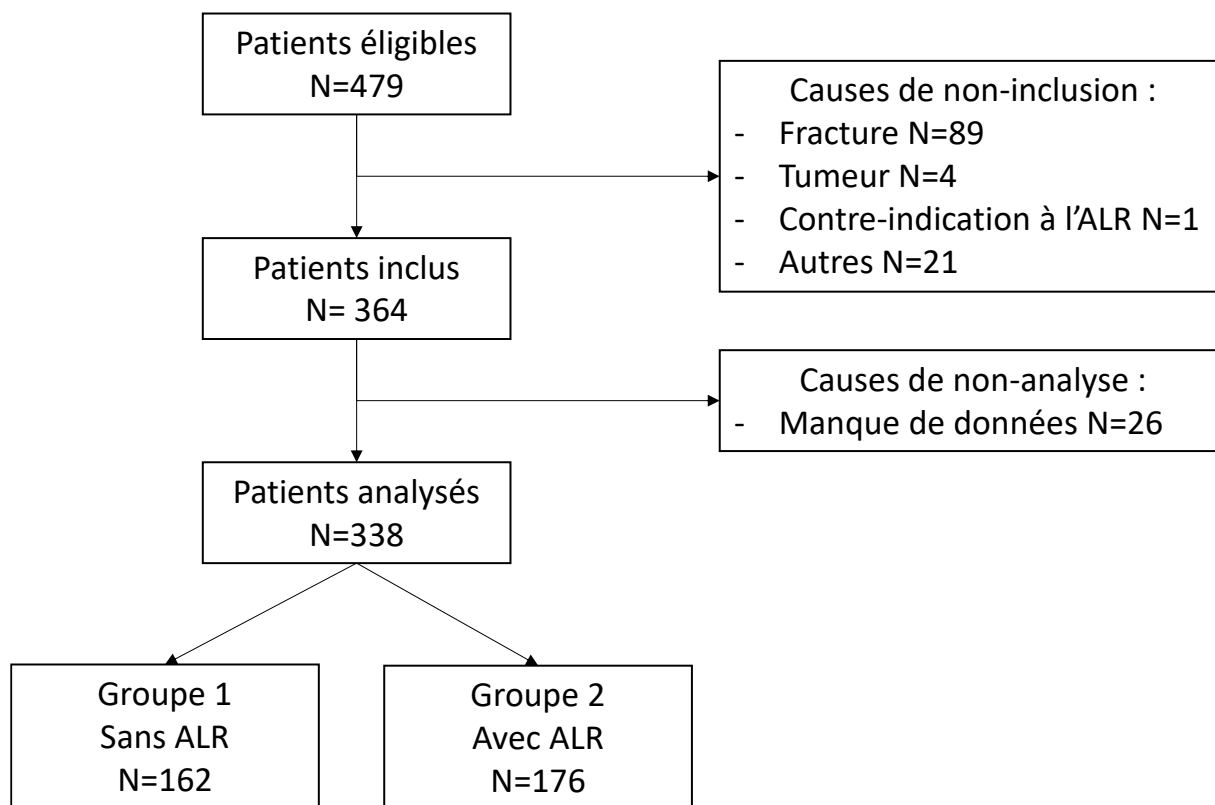 Patients éligibles
N=479
Causes de non-inclusion :
- Fracture N=89
- Tumeur N=4
- Contre-indication à l’ALR N=1
- Autres N=21
Patients inclus
N= 364
Causes de non-analyse :
- Manque de données N=26
Patients analysés
N=338
Groupe 1
Sans ALR
N=162
Groupe 2
Avec ALR
N=176